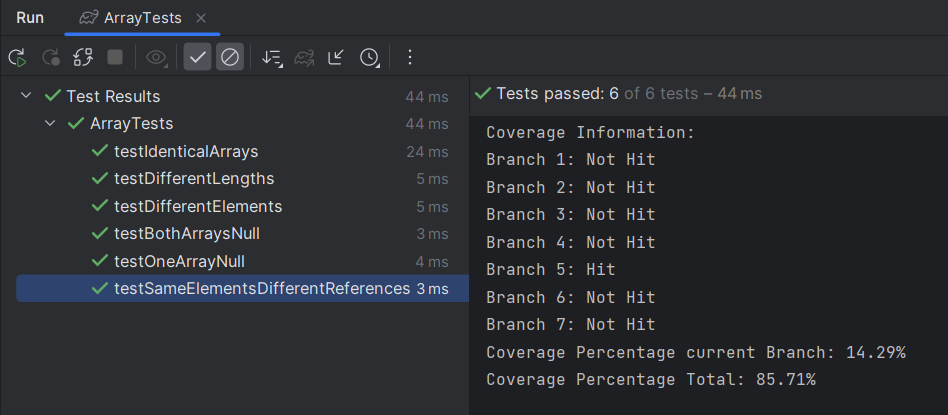 Run ArrayTests
Test Results 44 ms
ArrayTests 44 ms
testIdenticalArrays 24 ms
testDifferentLengths 5 ms
testDifferentElements 5 ms
testBothArraysNull 3 ms
testOneArrayNull 4 ms
testSameElementsDifferentReferences 3 ms
Tests passed: 6 of 6 tests – 44 ms
Coverage Information:
Branch 1: Not Hit
Branch 2: Not Hit
Branch 3: Not Hit
Branch 4: Not Hit
Branch 5: Hit
Branch 6: Not Hit
Branch 7: Not Hit
Coverage Percentage current Branch: 14.29%
Coverage Percentage Total: 85.71%